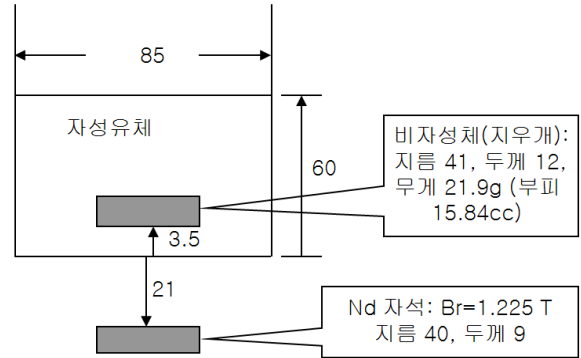 85
자성유체
60
3.5
21
비자성체(지우개):
지름 41, 두께 12,
무게 21.9g (부피
15.84cc)
Nd 자석: Br=1.225 T
지름 40, 두께 9